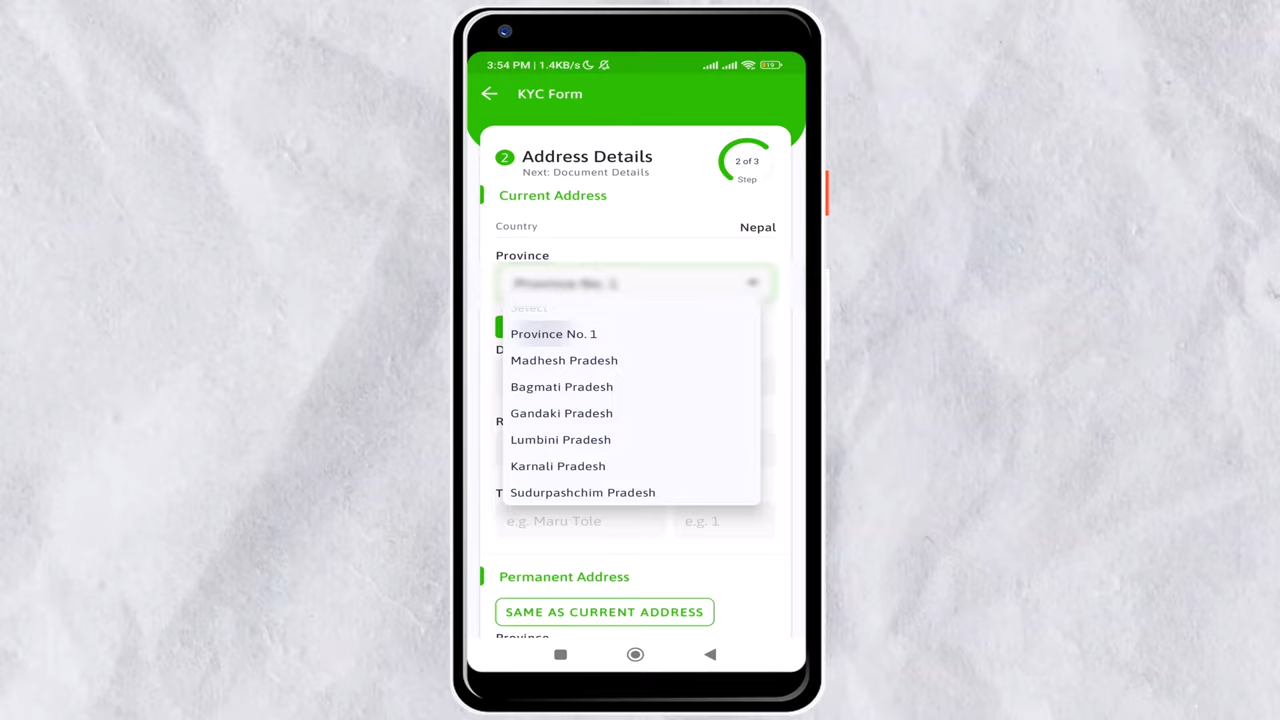 3:54 PM | 1.4KB/s
19
KYC Form
2 Address Details
Next: Document Details
2 of 3
Step
Current Address
Country Nepal
Province
Province No. 1
Select
Province No. 1
D
Madhesh Pradesh
Bagmati Pradesh
Gandaki Pradesh
R
Lumbini Pradesh
Karnali Pradesh
T
Sudurpashchim Pradesh
e.g. Maru Tole e.g. 1
Permanent Address
SAME AS CURRENT ADDRESS
Province